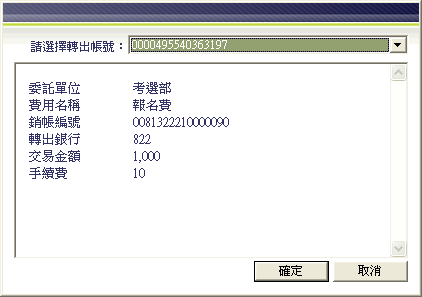 請選擇轉出帳號： 0000495540363197
委託單位 考選部
費用名稱 報名費
銷帳編號 0081322210000090
轉出銀行 822
交易金額 1,000
手續費 10
確定 取消